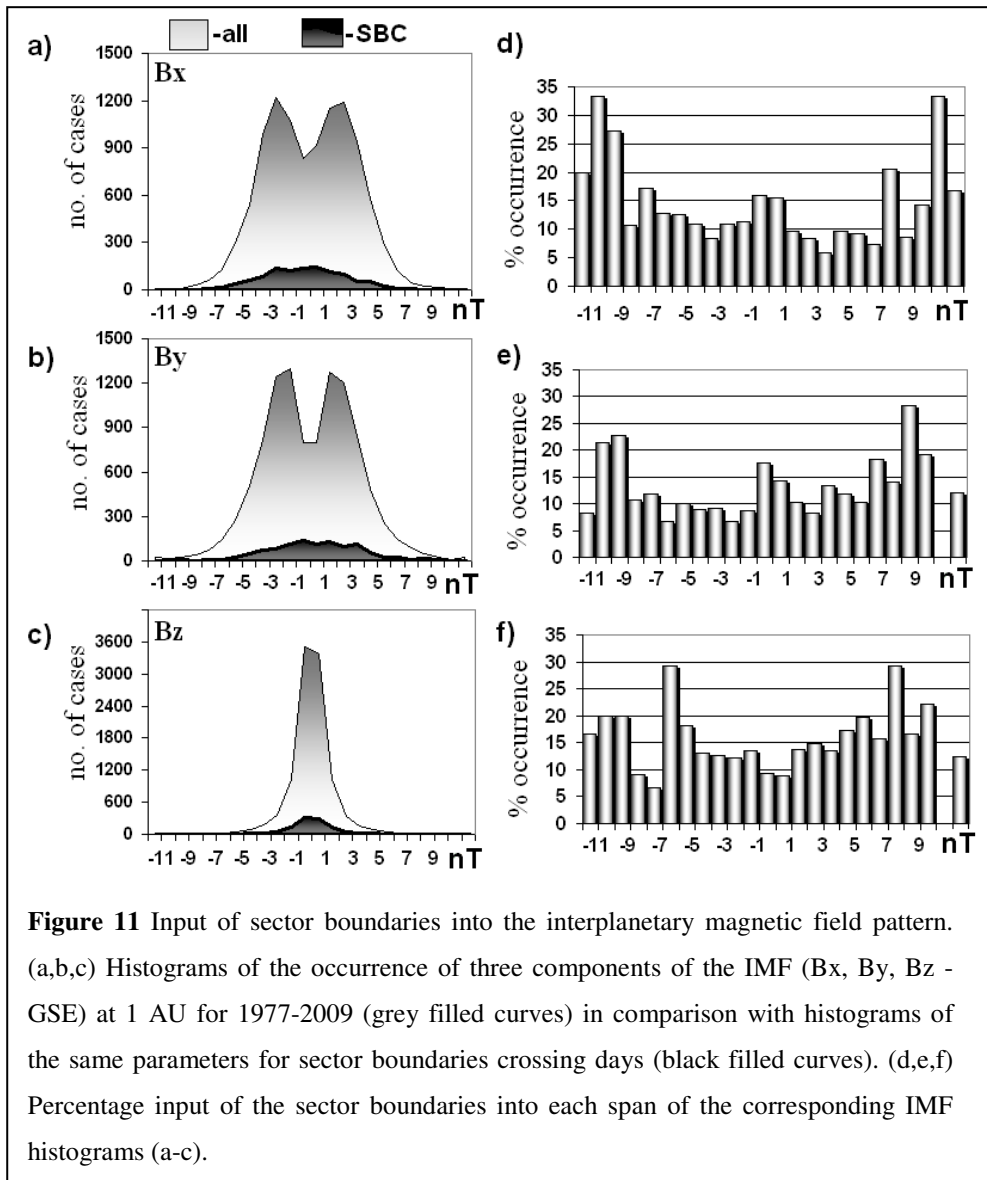 -all -SBC
a)
Bx
no. of cases
1500
1200
900
600
300
0
-11 -9 -7 -5 -3 -1 1 3 5 7 9 nT
d)
% occurrence
35
30
25
20
15
10
5
0
-11 -9 -7 -5 -3 -1 1 3 5 7 9 nT
b)
By
no. of cases
1500
1200
900
600
300
0
-11 -9 -7 -5 -3 -1 1 3 5 7 9 nT
e)
% occurrence
35
30
25
20
15
10
5
0
-11 -9 -7 -5 -3 -1 1 3 5 7 9 nT
c)
Bz
no. of cases
3600
3000
2400
1800
1200
600
0
-11 -9 -7 -5 -3 -1 1 3 5 7 9 nT
f)
% occurrence
35
30
25
20
15
10
5
0
-11 -9 -7 -5 -3 -1 1 3 5 7 9 nT
Figure 11 Input of sector boundaries into the interplanetary magnetic field pattern.
(a,b,c) Histograms of the occurrence of three components of the IMF (Bx, By, Bz -
GSE) at 1 AU for 1977-2009 (grey filled curves) in comparison with histograms of
the same parameters for sector boundaries crossing days (black filled curves). (d,e,f)
Percentage input of the sector boundaries into each span of the corresponding IMF
histograms (a-c).